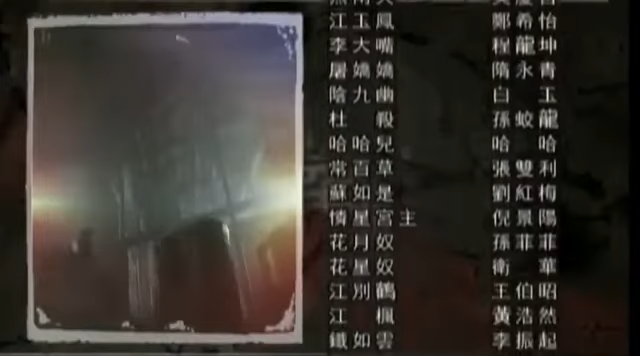 江玉鳳 鄭希怡
李大嘴 程龍坤
屠嬌嬌 隋永青
陰九幽 白玉
杜殺 孫蛟龍
哈哈兒 哈哈
常百草 張雙利
蘇如是 劉紅梅
情星宮主 倪景陽
花月奴 孫菲菲
花星奴 衛華
江別鶴 王伯昭
江楓 黃浩然
鐵如雲 李振起